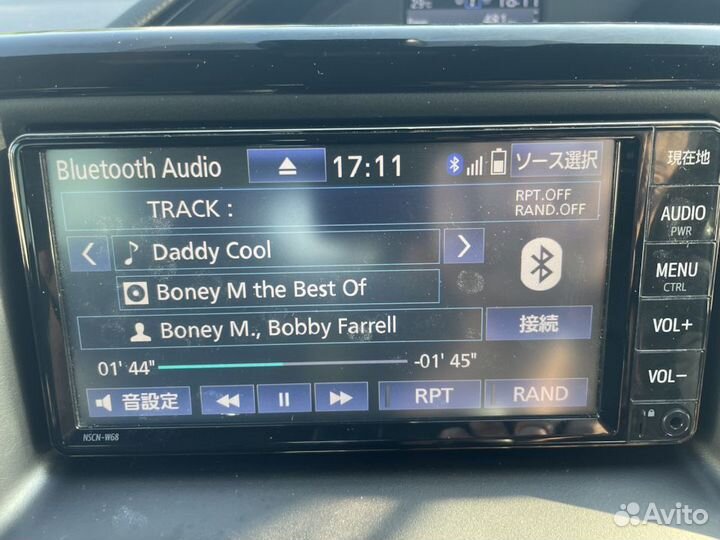 29°C
Bluetooth Audio
17:11
ソース選択
現在地
TRACK :
RPT.OFF
RAND.OFF
AUDIO
PWR
Daddy Cool
MENU
CTRL
Boney M the Best Of
Boney M., Bobby Farrell
接続
VOL+
01' 44"
-01' 45"
VOL−
音設定
RPT
RAND
NSCN-W68
Avito